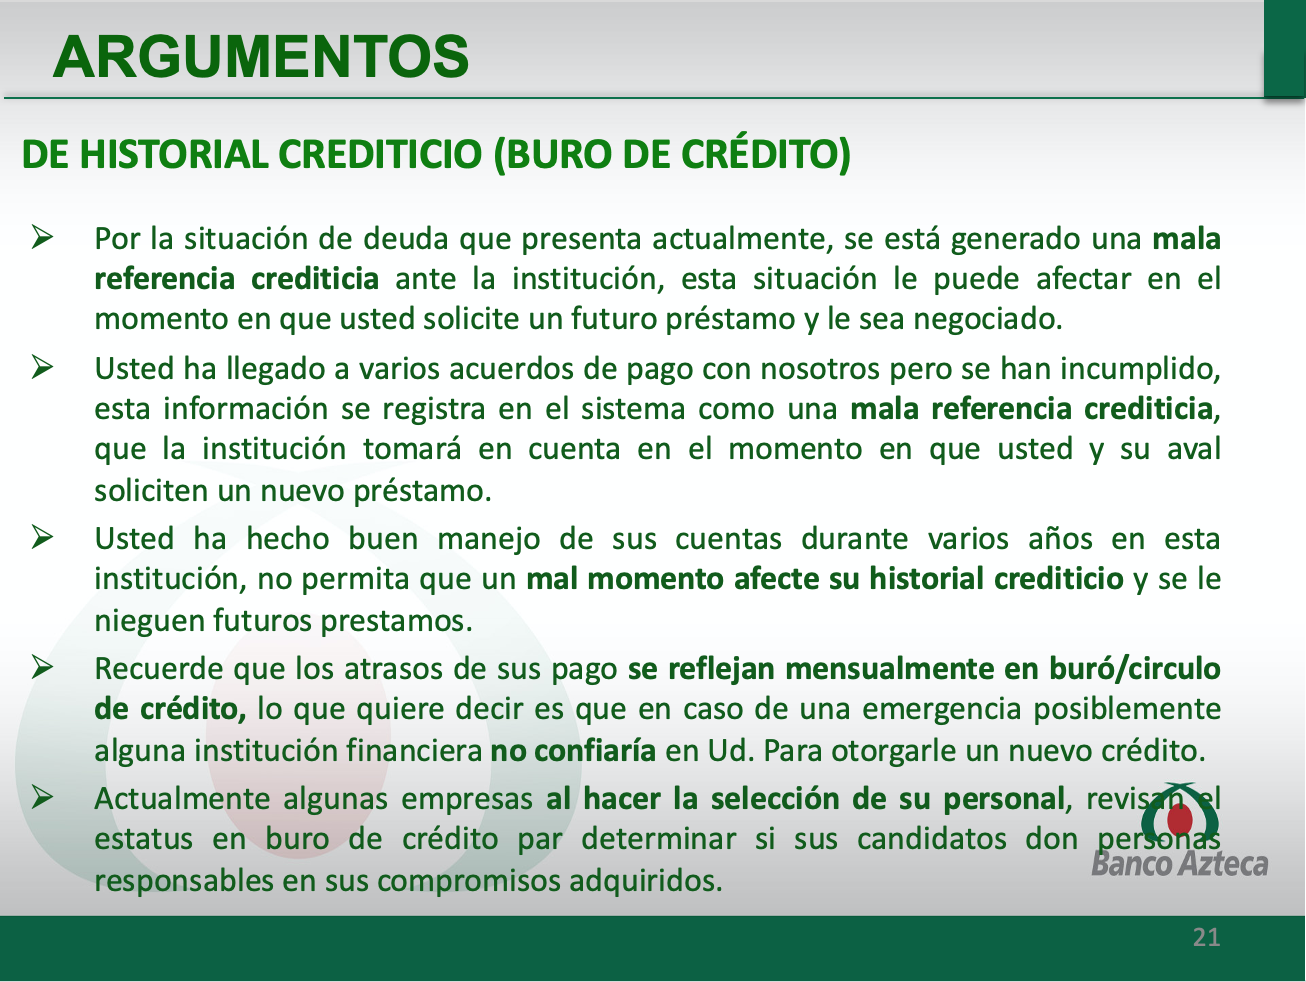 ARGUMENTOS
DE HISTORIAL CREDITICIO (BURO DE CRÉDITO)
Por la situación de deuda que presenta actualmente, se está generado una mala
referencia crediticia ante la institución, esta situación le puede afectar en el
momento en que usted solicite un futuro préstamo y le sea negociado.
Usted ha llegado a varios acuerdos de pago con nosotros pero se han incumplido,
esta información se registra en el sistema como una mala referencia crediticia,
que la institución tomará en cuenta en el momento en que usted y su aval
soliciten un nuevo préstamo.
Usted ha hecho buen manejo de sus cuentas durante varios años en esta
institución, no permita que un mal momento afecte su historial crediticio y se le
nieguen futuros prestamos.
Recuerde que los atrasos de sus pago se reflejan mensualmente en buró/circulo
de crédito, lo que quiere decir es que en caso de una emergencia posiblemente
alguna institución financiera no confiaría en Ud. Para otorgarle un nuevo crédito.
Actualmente algunas empresas al hacer la selección de su personal, revisan el
estatus en buro de crédito par determinar si sus candidatos don personas
responsables en sus compromisos adquiridos.
Banco Azteca
21